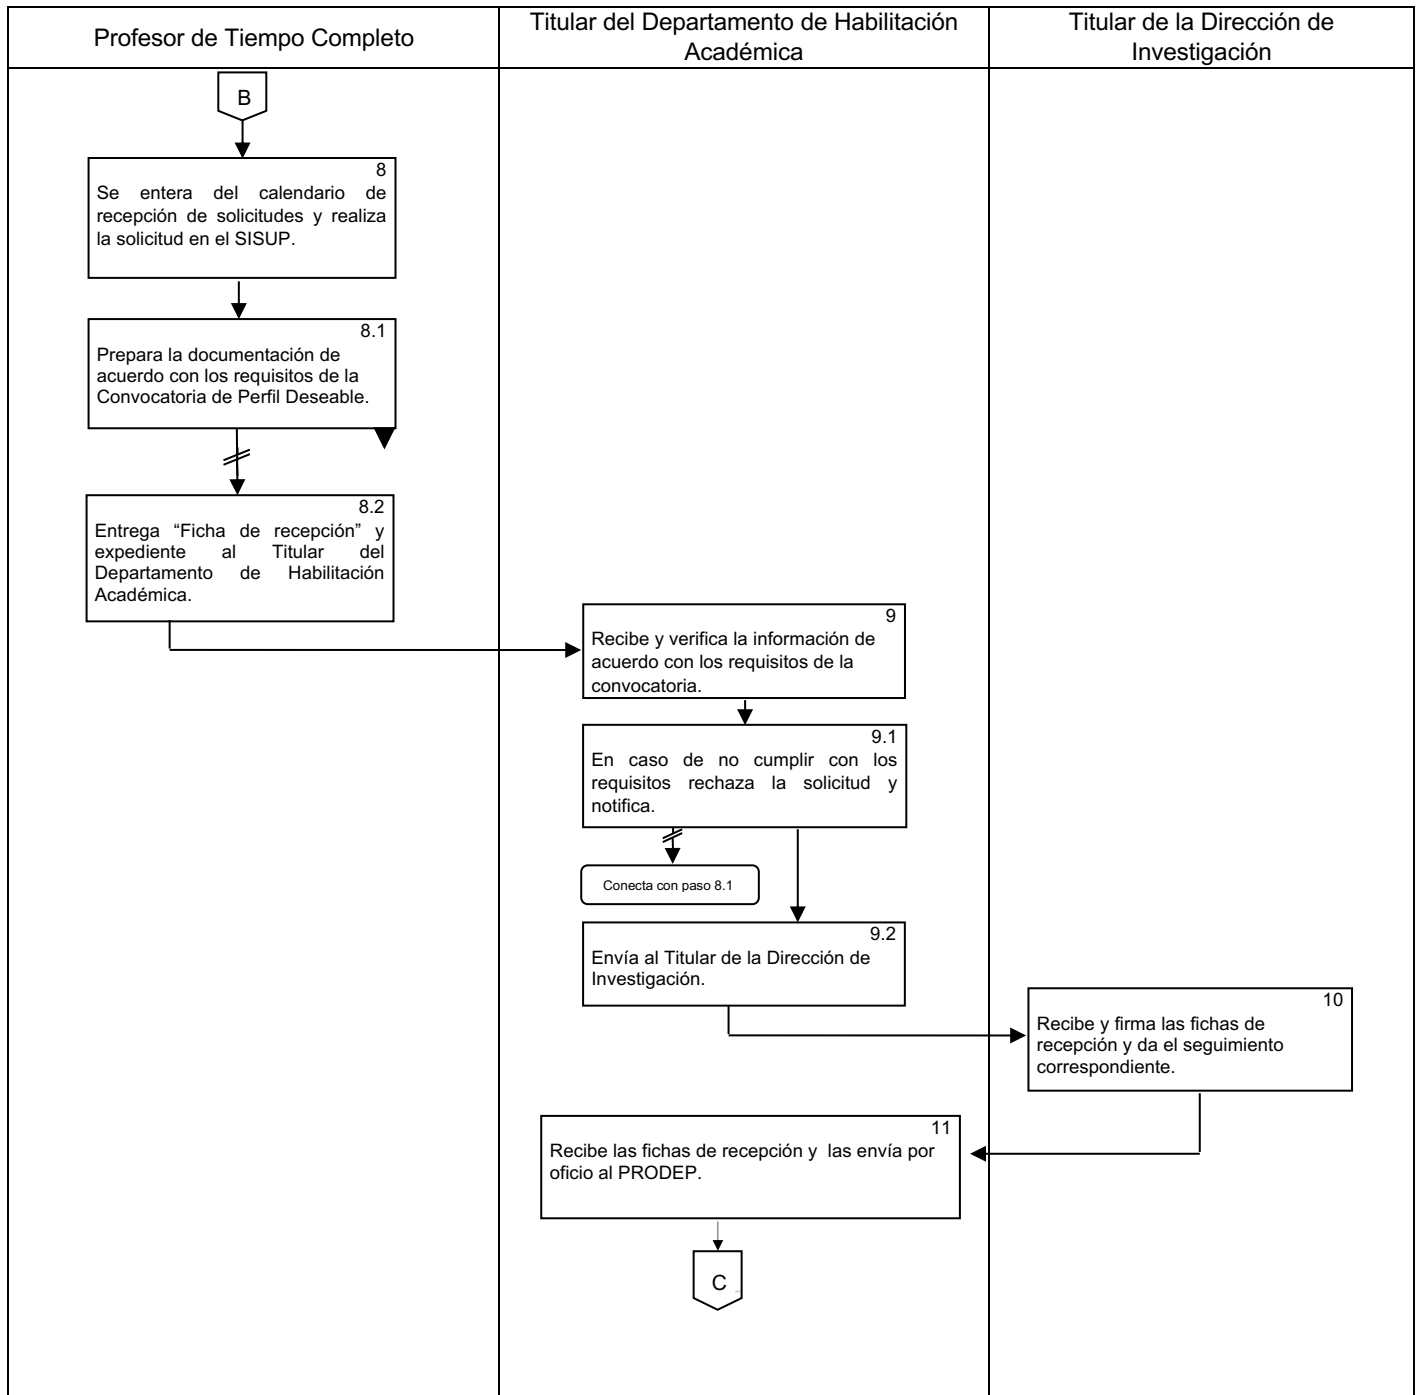 Profesor de Tiempo Completo
Titular del Departamento de Habilitación
Académica
Titular de la Dirección de
Investigación
B
8
Se entera del calendario de
recepción de solicitudes y realiza
la solicitud en el SISUP.
8.1
Prepara la documentación de
acuerdo con los requisitos de la
Convocatoria de Perfil Deseable.
8.2
Entrega “Ficha de recepción” y
expediente al Titular del
Departamento de Habilitación
Académica.
9
Recibe y verifica la información de
acuerdo con los requisitos de la
convocatoria.
9.1
En caso de no cumplir con los
requisitos rechaza la solicitud y
notifica.
Conecta con paso 8.1
9.2
Envía al Titular de la Dirección de
Investigación.
10
Recibe y firma las fichas de
recepción y da el seguimiento
correspondiente.
11
Recibe las fichas de recepción y las envía por
oficio al PRODEP.
C